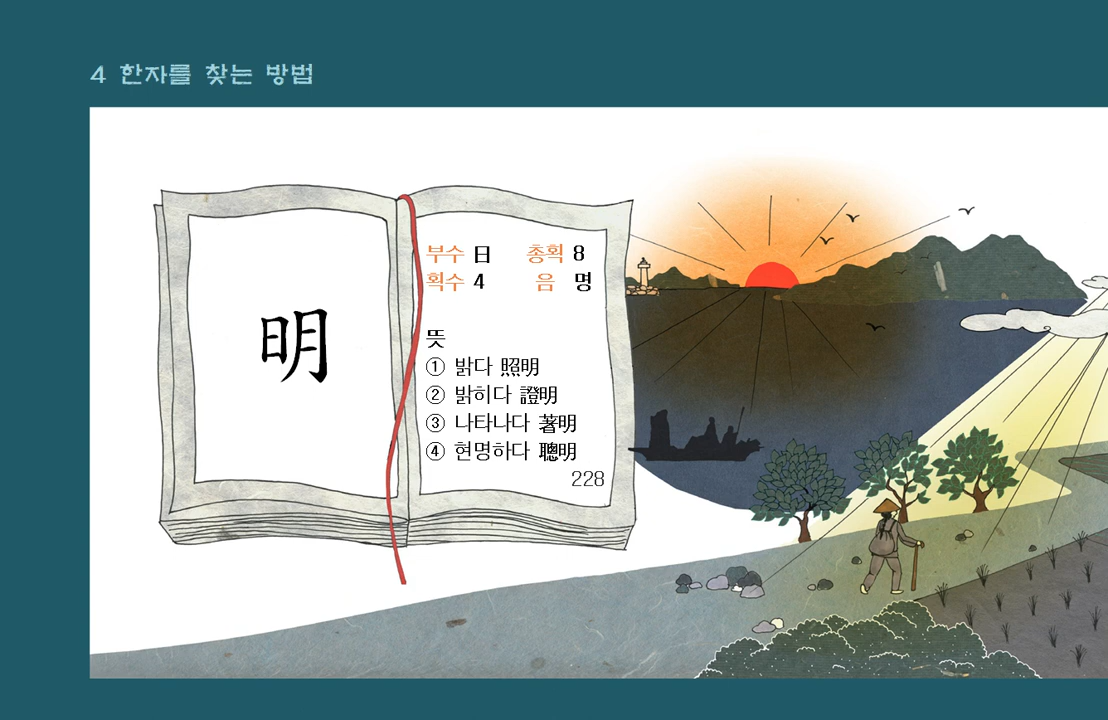 4 한자를 찾는 방법
明
부수 日 총획 8
획수 4 음 명
뜻
① 밝다 照明
② 밝히다 證明
③ 나타나다 著明
④ 현명하다 聰明
228